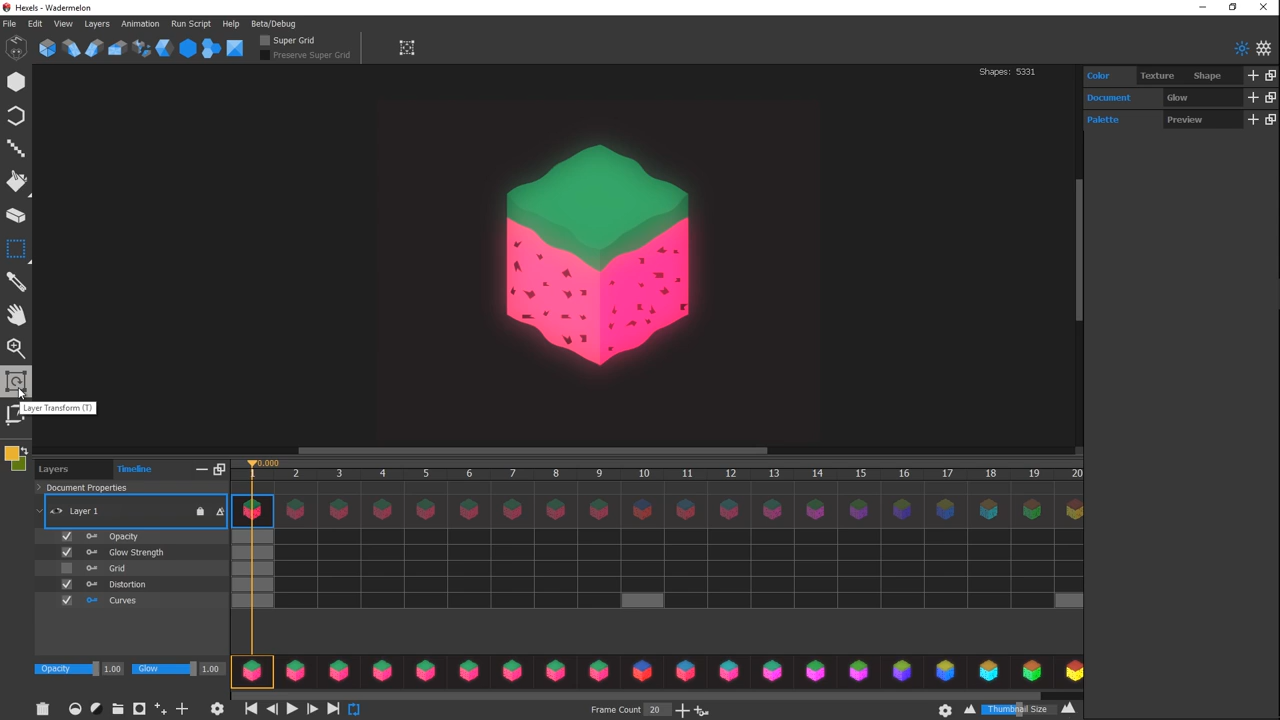 Hexels - Wadermelon
File Edit View Layers Animation Run Script Help Beta/Debug
Super Grid
Preserve Super Grid
Shapes: 5331
Color Texture Shape
Document Glow
Palette Preview
Layer Transform (T)
Layers Timeline
0.000
1 2 3 4 5 6 7 8 9 10 11 12 13 14 15 16 17 18 19 20
Document Properties
Layer 1
Opacity
Glow Strength
Grid
Distortion
Curves
Opacity 1.00 Glow 1.00
Frame Count 20
Thumbnail Size